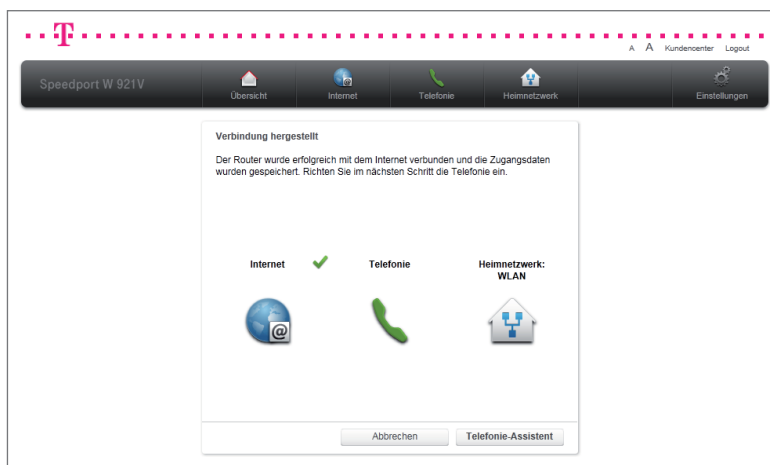 T
A A Kundencenter Logout
Speedport W 921V
Übersicht Internet Telefonie Heimnetzwerk Einstellungen
Verbindung hergestellt
Der Router wurde erfolgreich mit dem Internet verbunden und die Zugangsdaten
wurden gespeichert. Richten Sie im nächsten Schritt die Telefonie ein.
Internet Telefonie Heimnetzwerk:
WLAN
@
Abbrechen Telefonie-Assistent